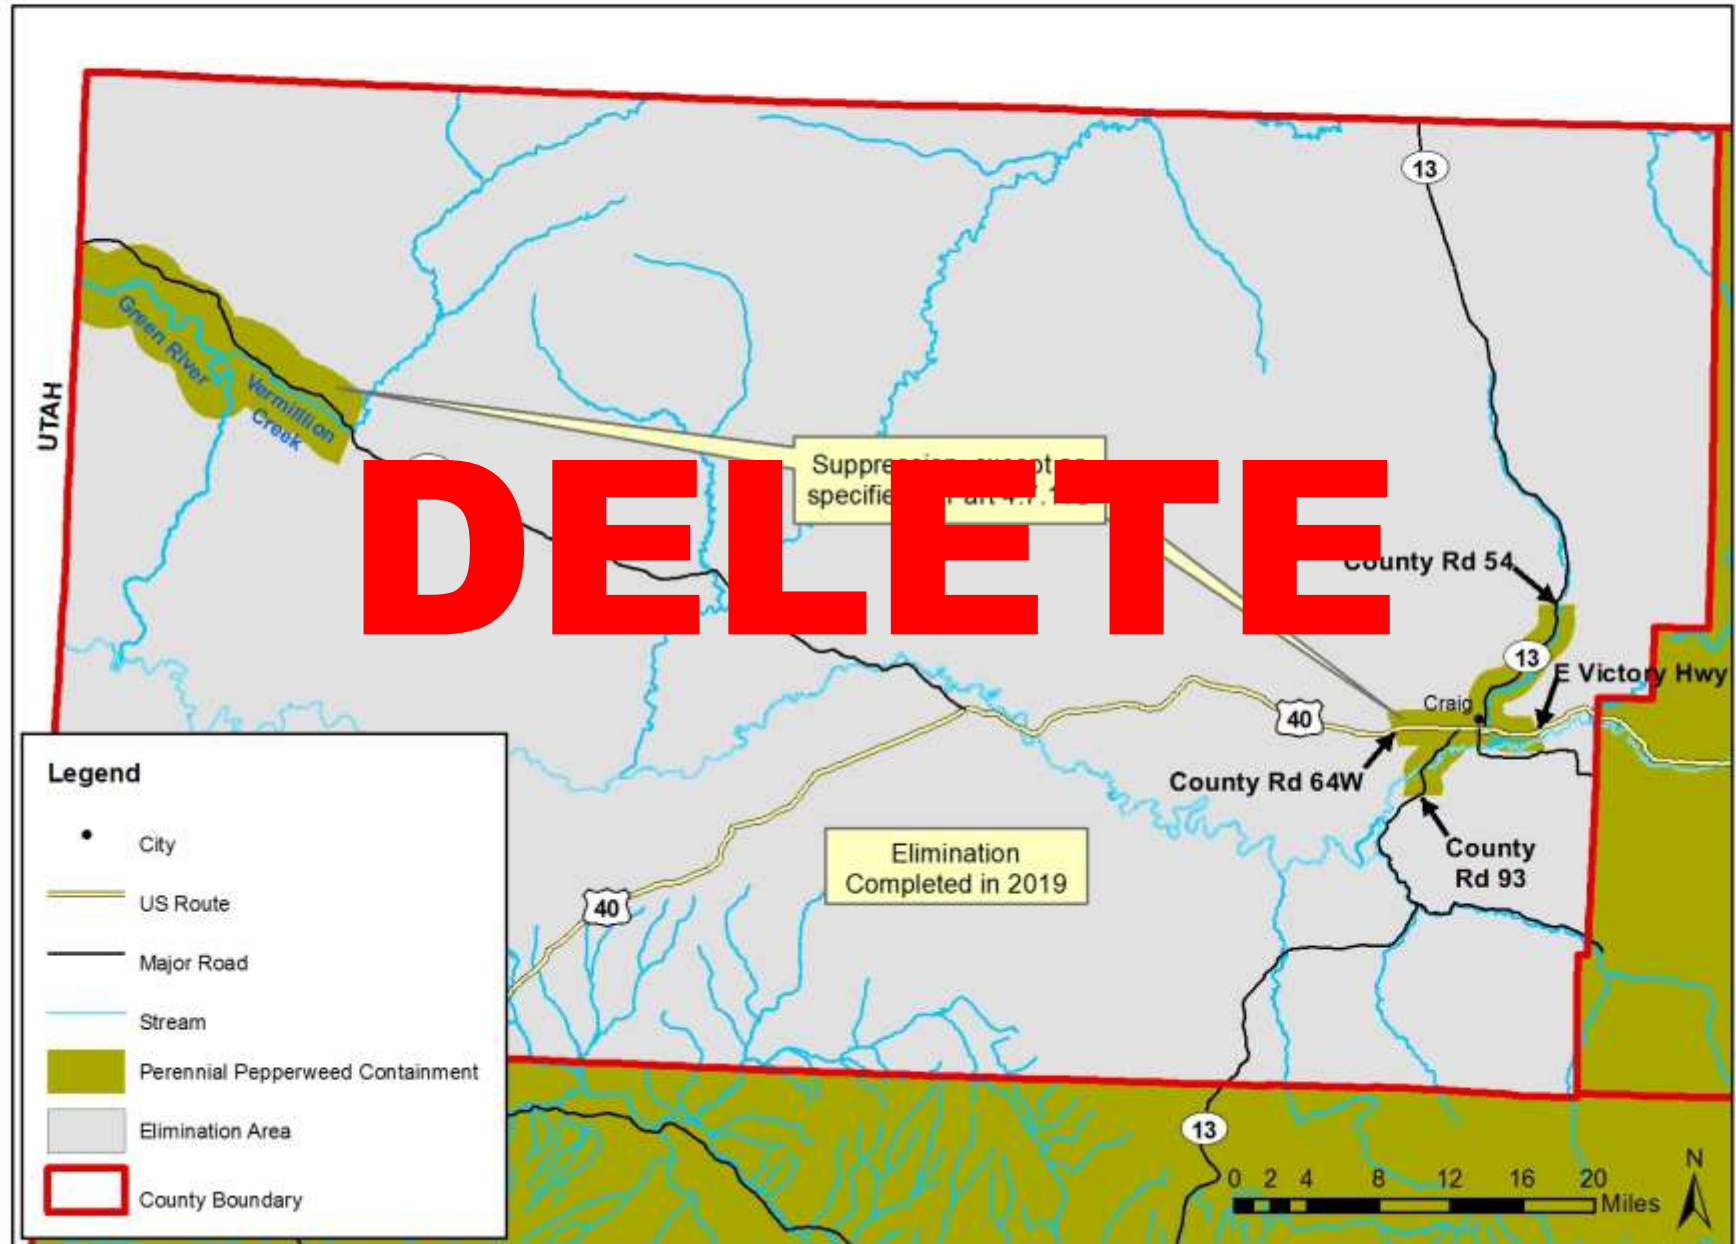 13
UTAH
Green River
Vermillion
Creek
DELETE
specifie
County Rd 54
13
E Victory Hwy
Craig
40
County Rd 64W
County
Rd 93
Elimination
Completed in 2019
40
13
Legend
City
US Route
Major Road
Stream
Perennial Pepperweed Containment
Elimination Area
County Boundary
N
0 2 4 8 12 16 20
Miles